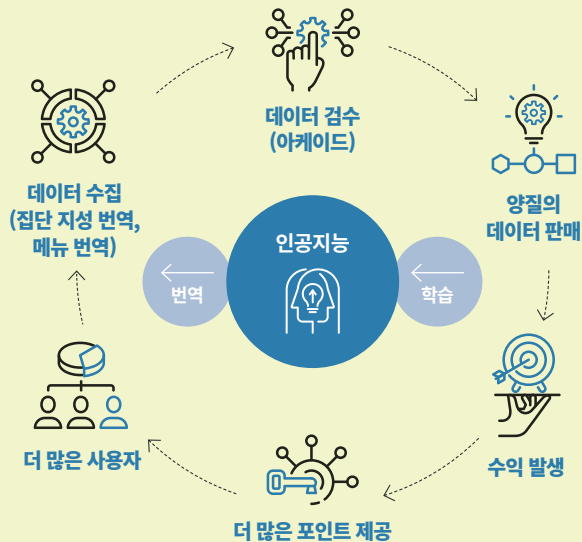 데이터 검수
(아케이드)
데이터 수집
(집단 지성 번역,
메뉴 번역)
양질의
데이터 판매
인공지능
번역
학습
더 많은 사용자
수익 발생
더 많은 포인트 제공